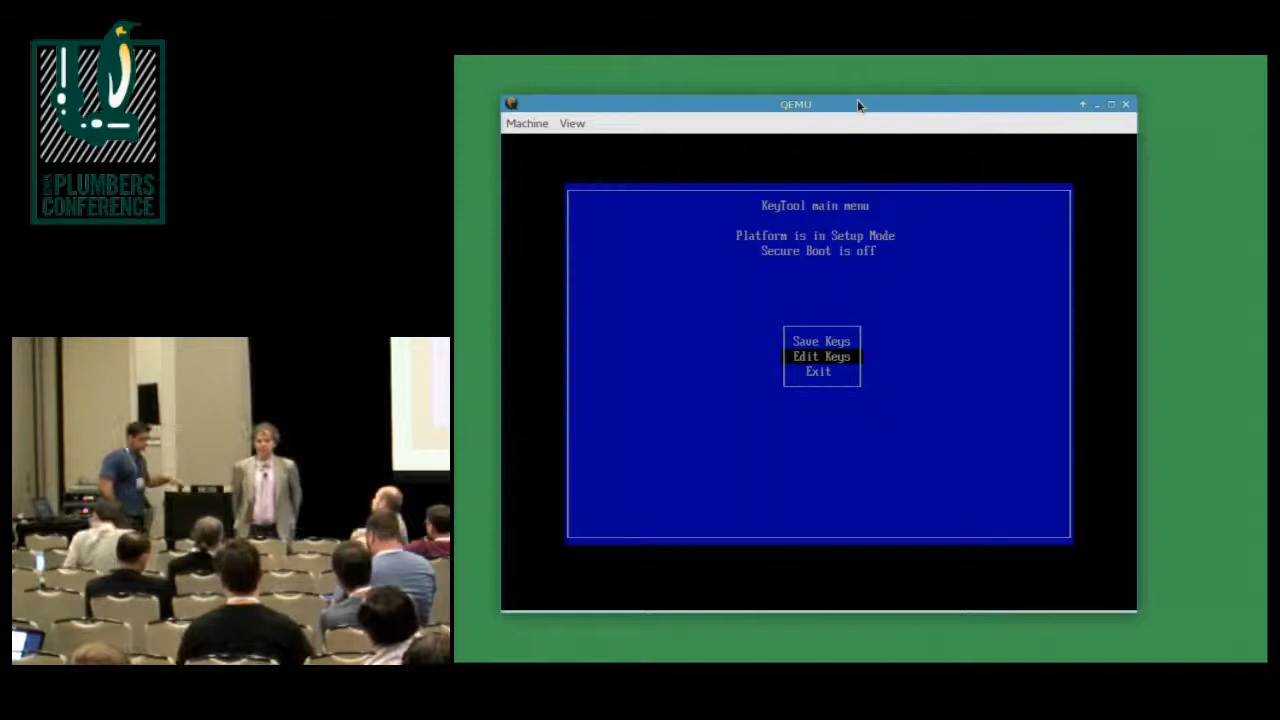 PLUMBERS
CONFERENCE
QEMU
Machine View
KeyTool main menu
Platform is in Setup Mode
Secure Boot is off
Save Keys
Edit Keys
Exit